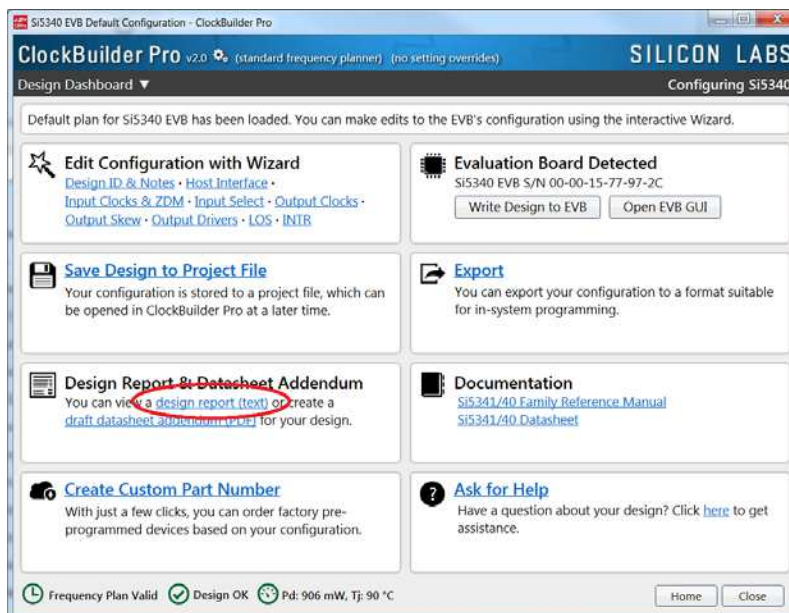 Si5340 EVB Default Configuration - ClockBuilder Pro
ClockBuilder Pro v2.0 (standard frequency planner) (no setting overrides)
SILICON LABS
Design Dashboard ▼
Configuring Si5340
Default plan for Si5340 EVB has been loaded. You can make edits to the EVB's configuration using the interactive Wizard.
Edit Configuration with Wizard
Design ID & Notes · Host Interface ·
Input Clocks & ZDM · Input Select · Output Clocks ·
Output Skew · Output Drivers · LOS · INTR
Evaluation Board Detected
Si5340 EVB S/N 00-00-15-77-97-2C
Write Design to EVB
Open EVB GUI
Save Design to Project File
Your configuration is stored to a project file, which can
be opened in ClockBuilder Pro at a later time.
Export
You can export your configuration to a format suitable
for in-system programming.
Design Report & Datasheet Addendum
You can view a design report (text) or create a
draft datasheet addendum (PDF) for your design.
Documentation
Si5341/40 Family Reference Manual
Si5341/40 Datasheet
Create Custom Part Number
With just a few clicks, you can order factory pre-
programmed devices based on your configuration.
Ask for Help
Have a question about your design? Click here to get
assistance.
Frequency Plan Valid
Design OK
Pd: 906 mW, Tj: 90 °C
Home
Close